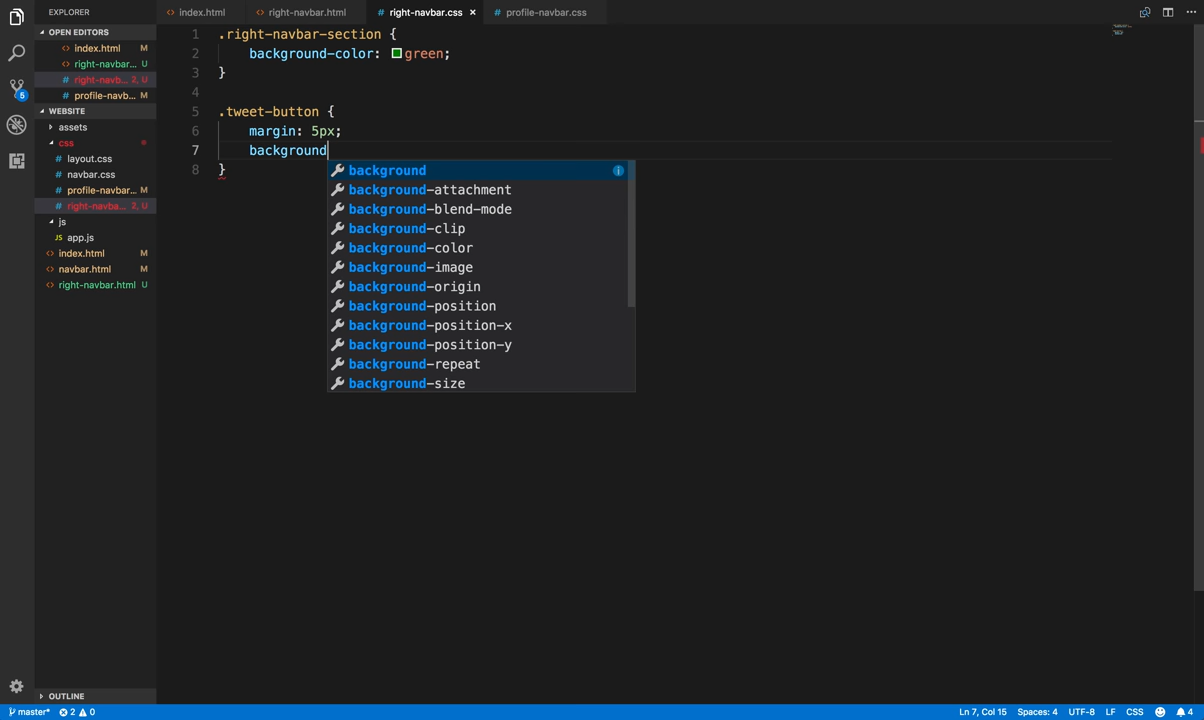 EXPLORER
index.html
right-navbar.html
right-navbar.css
profile-navbar.css
OPEN EDITORS
index.html M
right-navbar... U
right-navb... 2, U
profile-navb... M
WEBSITE
assets
css
layout.css
navbar.css
profile-navbar... M
right-navba... 2, U
js
JS app.js
index.html M
navbar.html M
right-navbar.html U
OUTLINE
1 .right-navbar-section {
2 background-color: green;
3 }
4
5 .tweet-button {
6 margin: 5px;
7 background
8 }
background
background-attachment
background-blend-mode
background-clip
background-color
background-image
background-origin
background-position
background-position-x
background-position-y
background-repeat
background-size
5
master* 2 0
Ln 7, Col 15 Spaces: 4 UTF-8 LF CSS 4